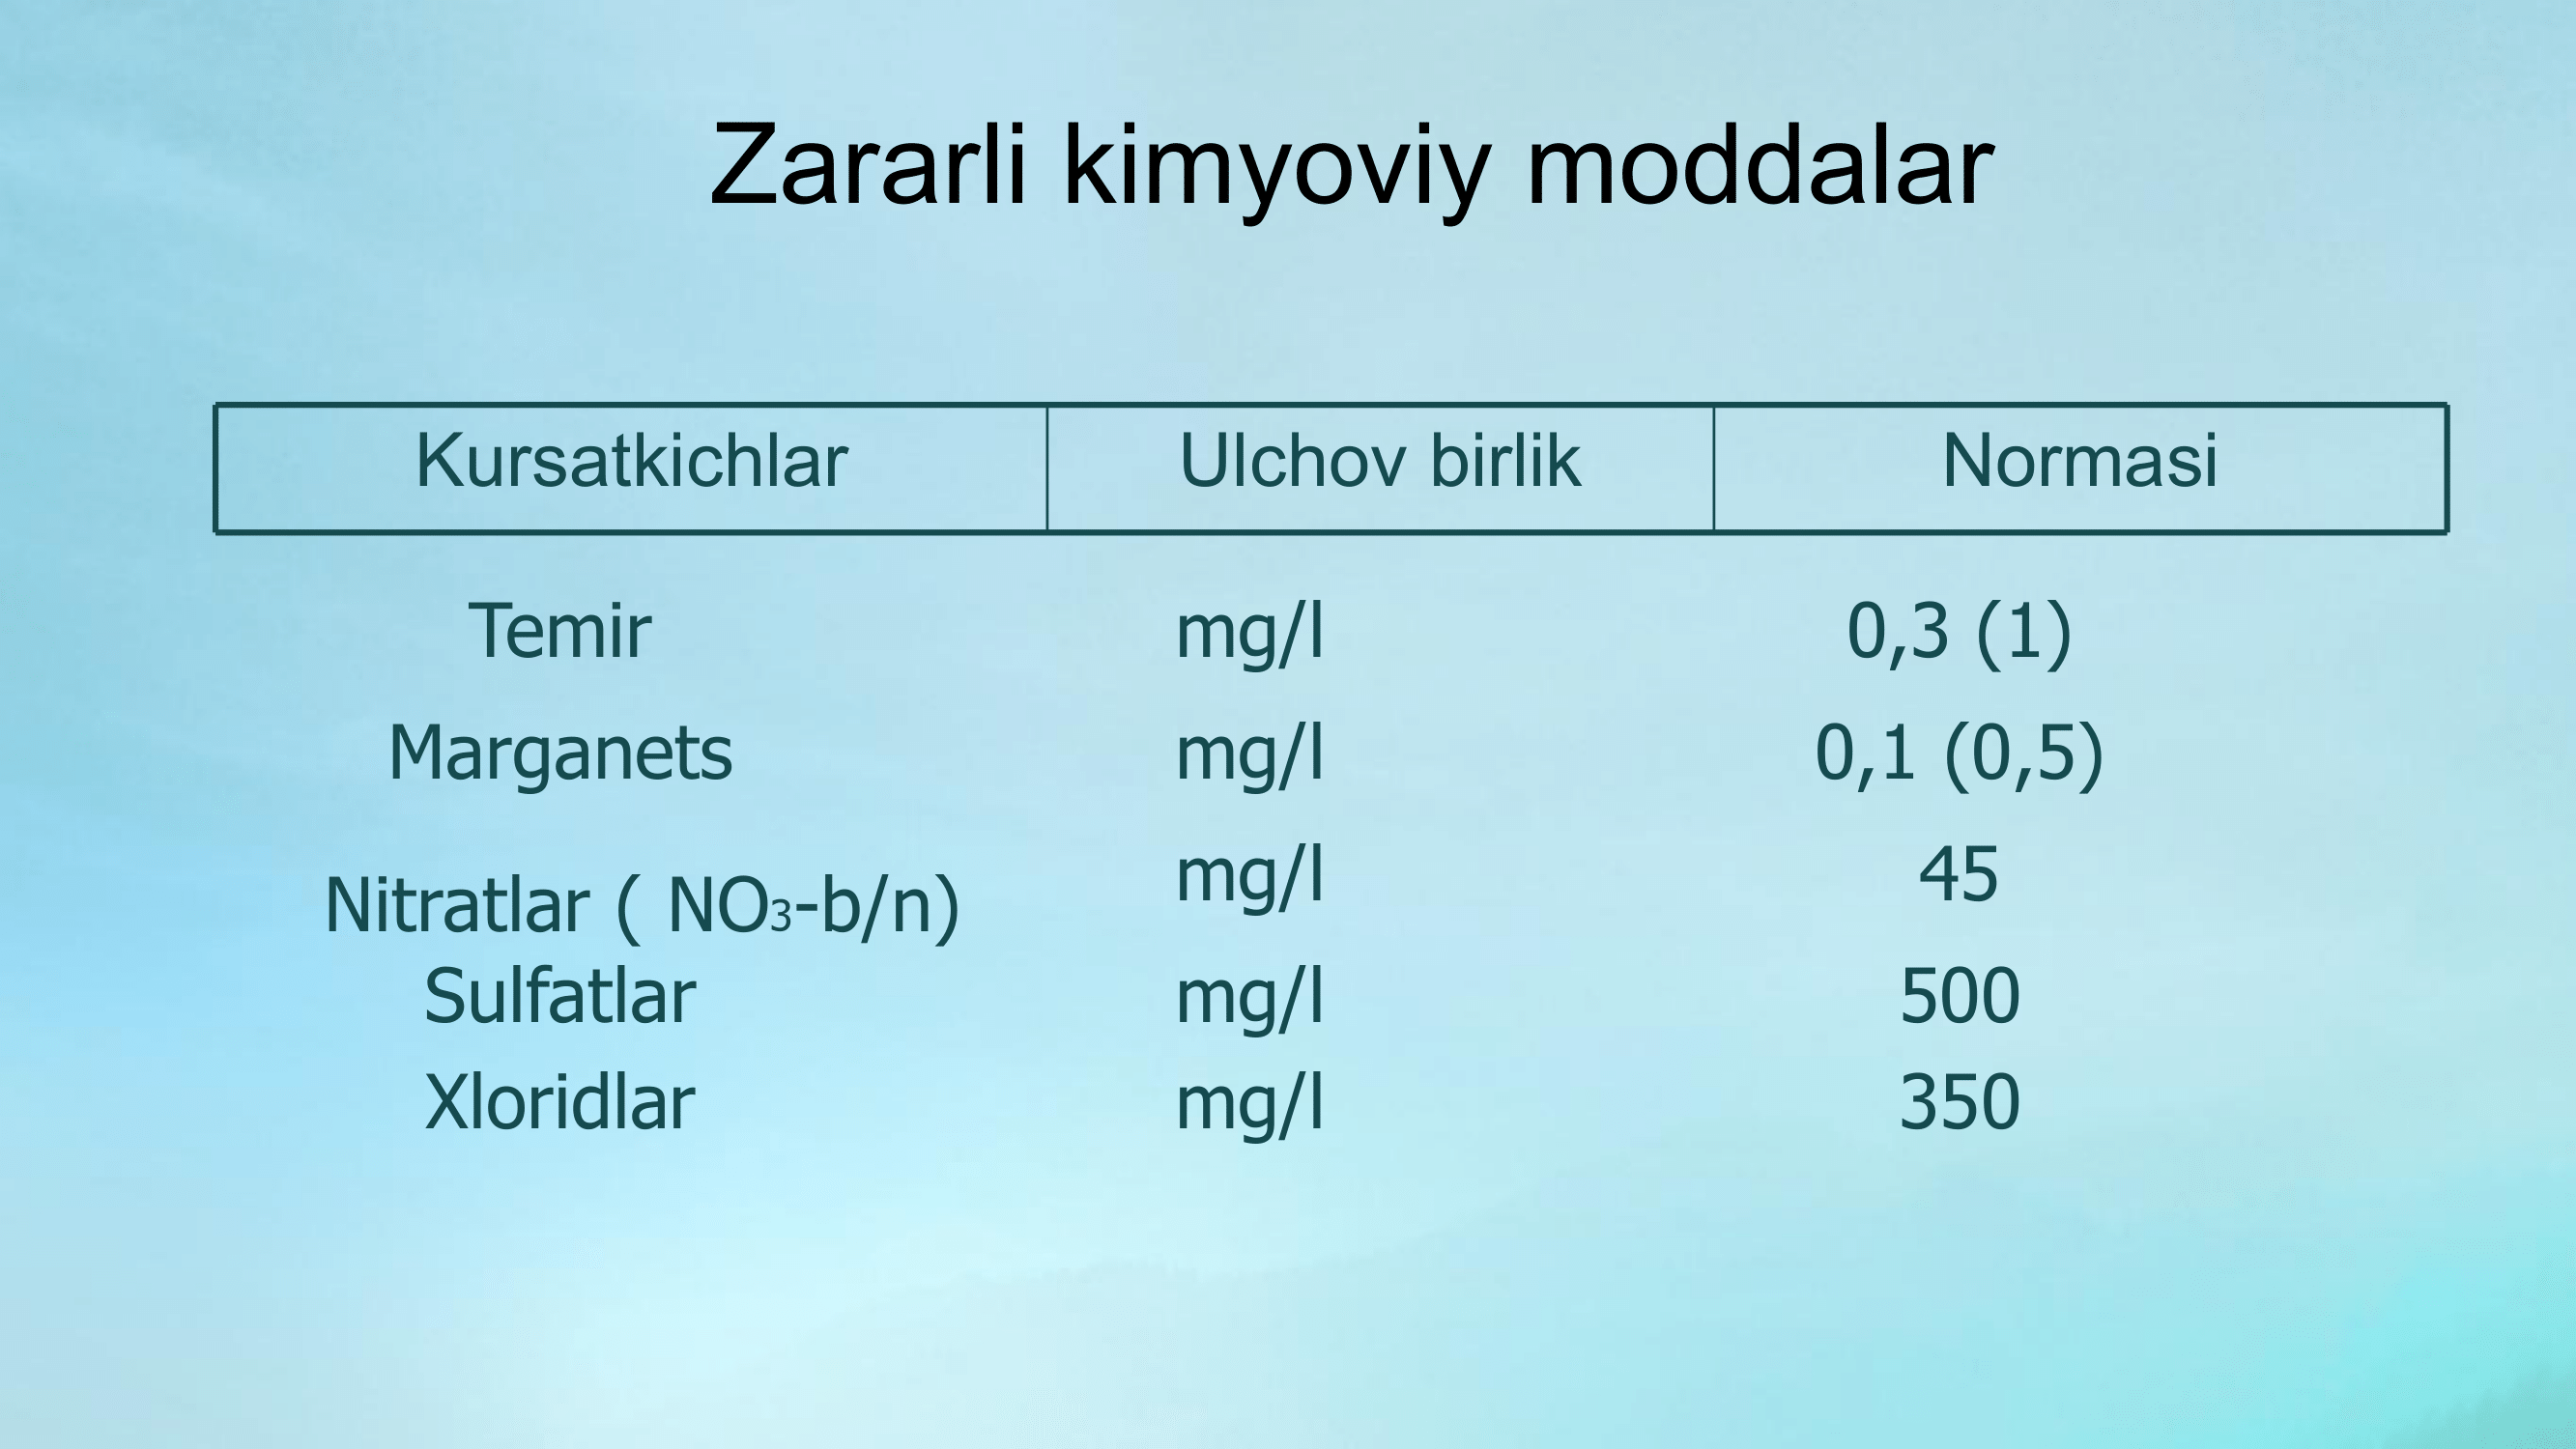 Zararli kimyoviy moddalar
Kursatkichlar Ulchov birlik Normasi
Temir mg/l 0,3 (1)
Marganets mg/l 0,1 (0,5)
Nitratlar ( NO₃-b/n) mg/l 45
Sulfatlar mg/l 500
Xloridlar mg/l 350